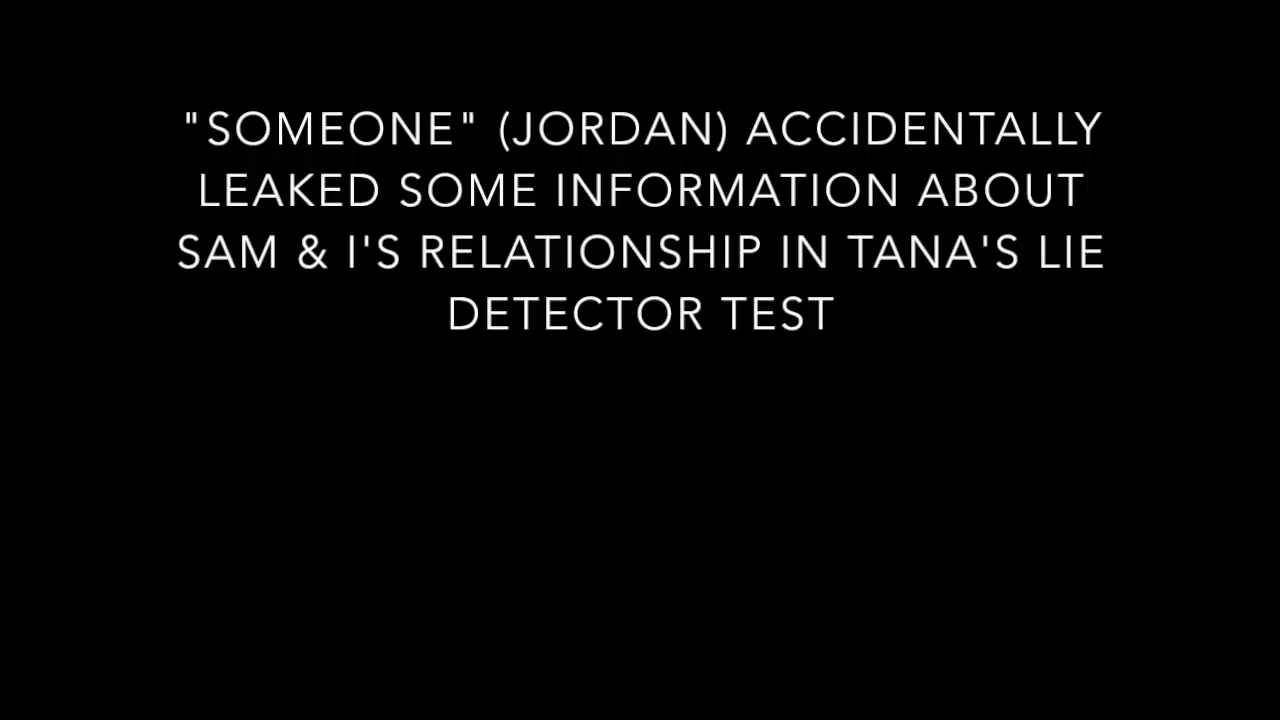 "SOMEONE" (JORDAN) ACCIDENTALLY
LEAKED SOME INFORMATION ABOUT
SAM & I'S RELATIONSHIP IN TANA'S LIE
DETECTOR TEST